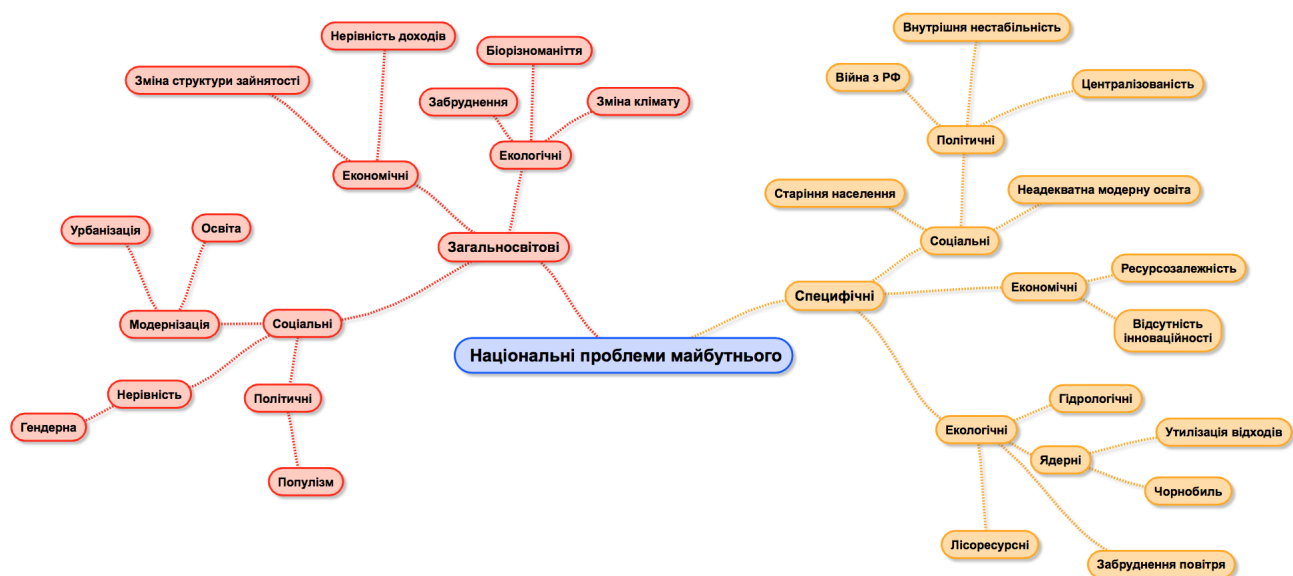 Внутрішня нестабільність
Нерівність доходів
Біорізноманіття
Зміна структури зайнятості
Війна з РФ
Централізованість
Забруднення
Зміна клімату
Політичні
Екологічні
Економічні
Старіння населення
Неадекватна модерну освіта
Урбанізація
Освіта
Соціальні
Загальносвітові
Ресурсозалежність
Економічні
Специфічні
Модернізація
Соціальні
Відсутність
інноваційності
Національні проблеми майбутнього
Нерівність
Політичні
Гідрологічні
Гендерна
Екологічні
Утилізація відходів
Ядерні
Популізм
Чорнобиль
Лісоресурсні
Забруднення повітря